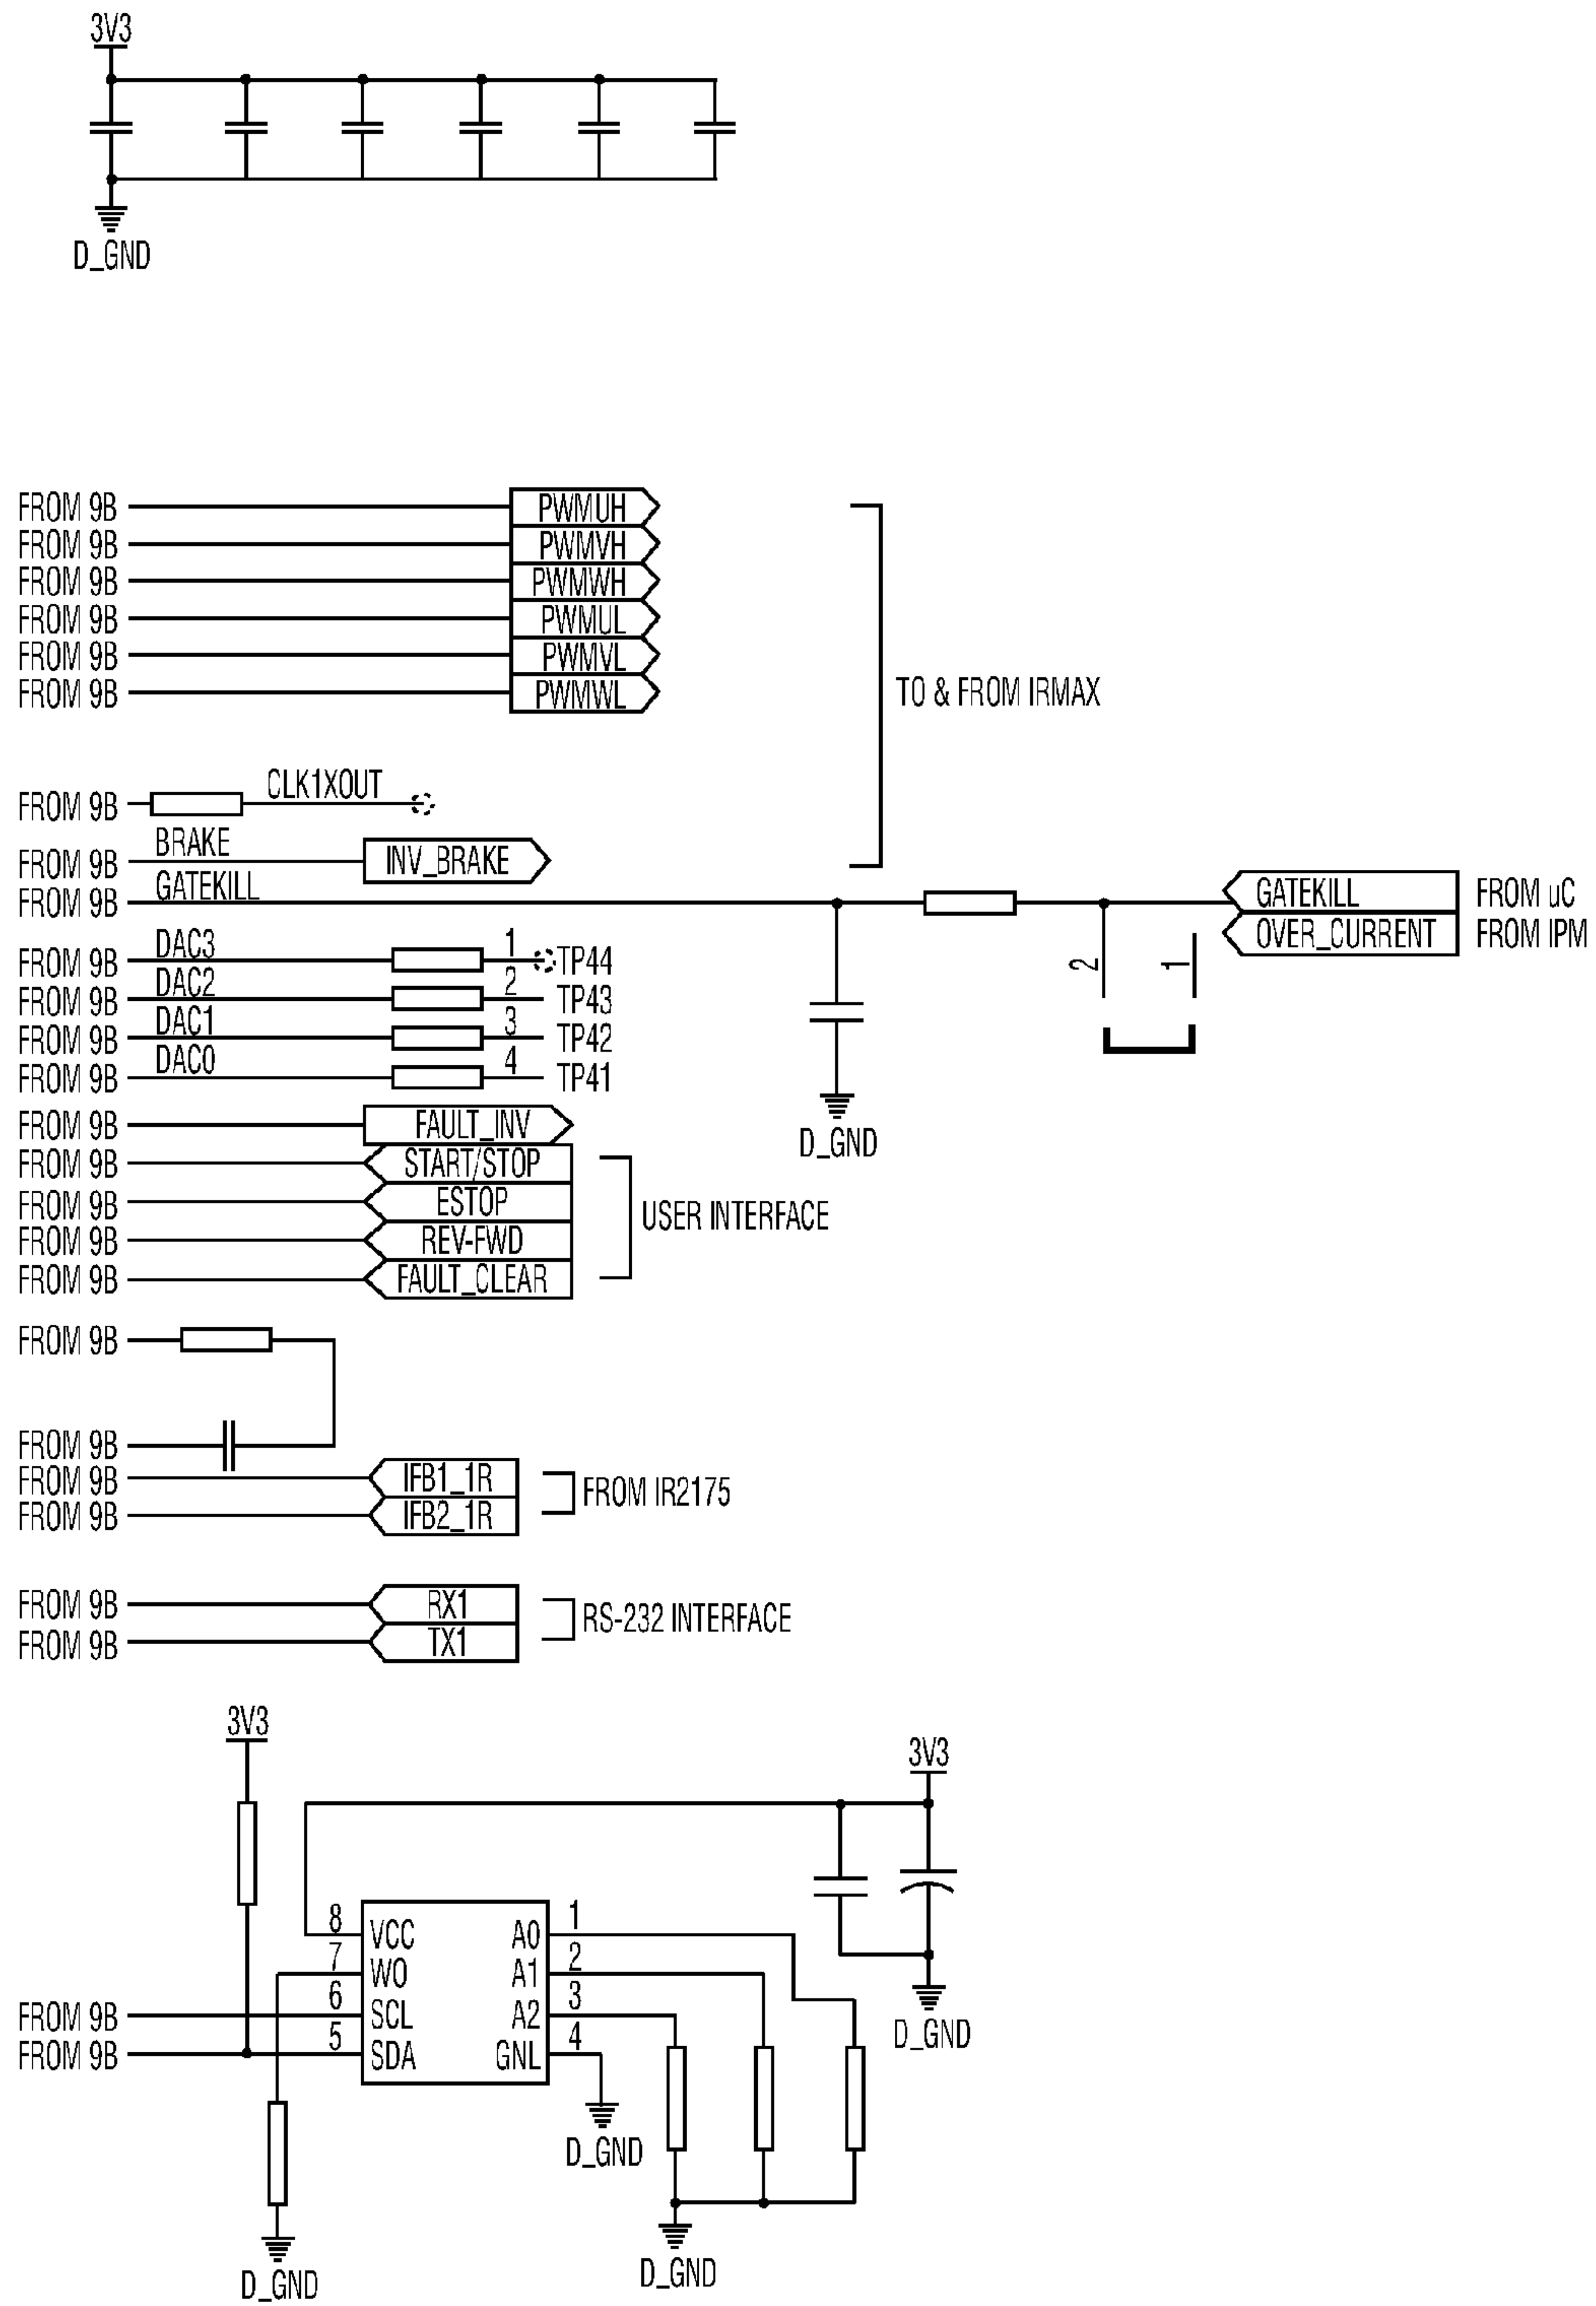 3V3
D_GND
FROM 9B PWMUH
FROM 9B PWMVH
FROM 9B PWMWH
FROM 9B PWMUL
FROM 9B PWMVL
FROM 9B PWMWL
TO & FROM IRMAX
FROM 9B CLK1XOUT
FROM 9B BRAKE INV_BRAKE
FROM 9B GATEKILL GATEKILL FROM uC
OVER_CURRENT FROM IPM
2 1
D_GND
FROM 9B DAC3 1 TP44
FROM 9B DAC2 2 TP43
FROM 9B DAC1 3 TP42
FROM 9B DAC0 4 TP41
FROM 9B FAULT_INV
FROM 9B START/STOP
FROM 9B ESTOP
FROM 9B REV-FWD
FROM 9B FAULT_CLEAR
USER INTERFACE
FROM 9B
FROM 9B
FROM 9B IFB1_1R
FROM 9B IFB2_1R
FROM IR2175
FROM 9B RX1
FROM 9B TX1
RS-232 INTERFACE
3V3
3V3
8 VCC A0 1
7 WO A1 2
FROM 9B 6 SCL A2 3
FROM 9B 5 SDA GNL 4
D_GND
D_GND
D_GND
D_GND